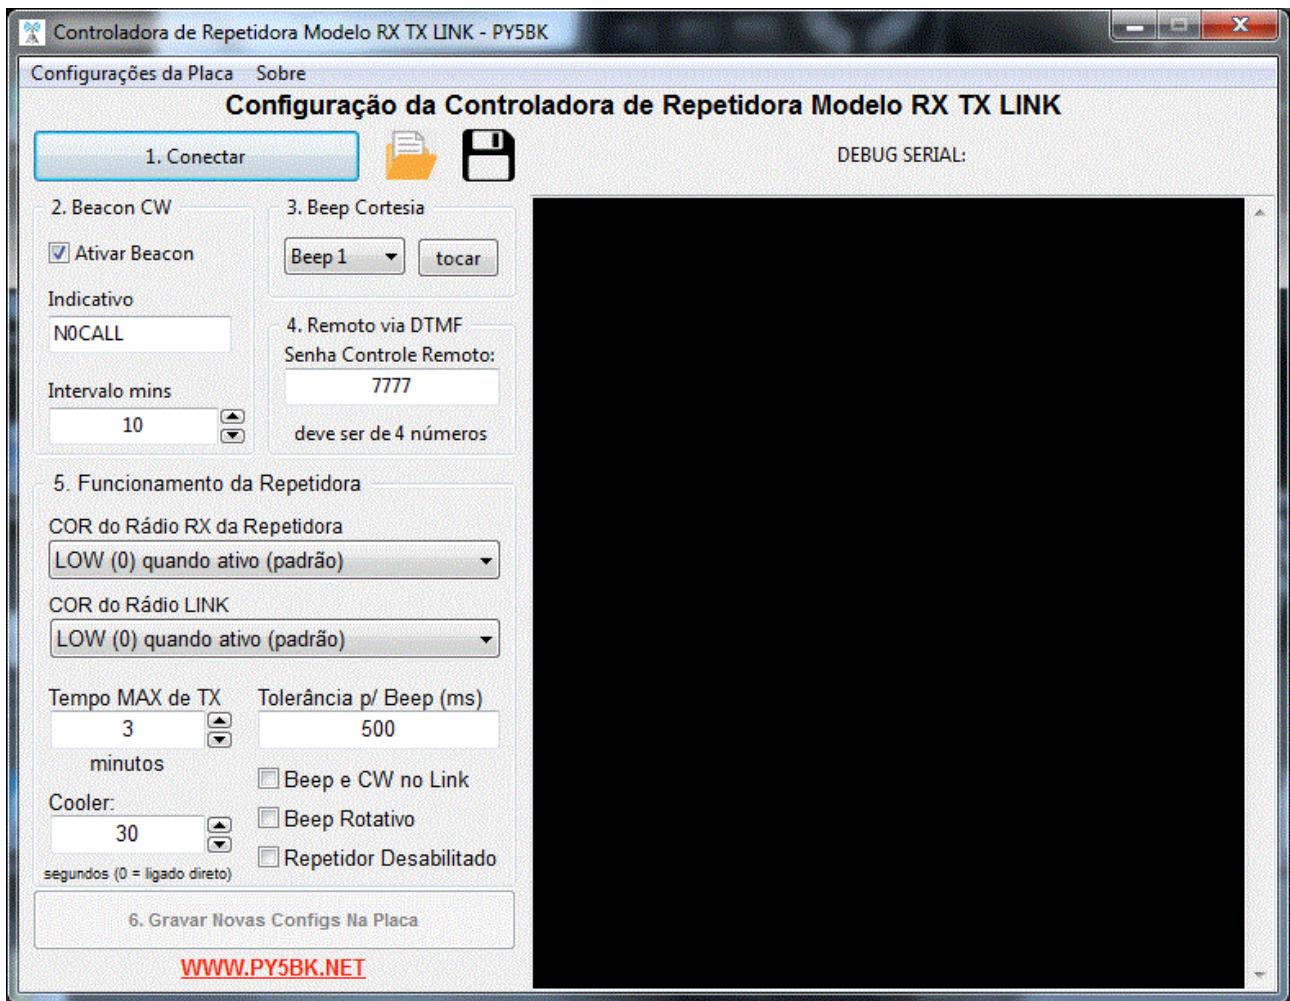 Controladora de Repetidora Modelo RX TX LINK - PY5BK
Configurações da Placa Sobre
Configuração da Controladora de Repetidora Modelo RX TX LINK
1. Conectar
DEBUG SERIAL:
2. Beacon CW
Ativar Beacon
Indicativo
N0CALL
Intervalo mins
10
3. Beep Cortesia
Beep 1 tocar
4. Remoto via DTMF
Senha Controle Remoto:
7777
deve ser de 4 números
5. Funcionamento da Repetidora
COR do Rádio RX da Repetidora
LOW (0) quando ativo (padrão)
COR do Rádio LINK
LOW (0) quando ativo (padrão)
Tempo MAX de TX
3
minutos
Cooler:
30
segundos (0 = ligado direto)
Tolerância p/ Beep (ms)
500
Beep e CW no Link
Beep Rotativo
Repetidor Desabilitado
6. Gravar Novas Configs Na Placa
WWW.PY5BK.NET